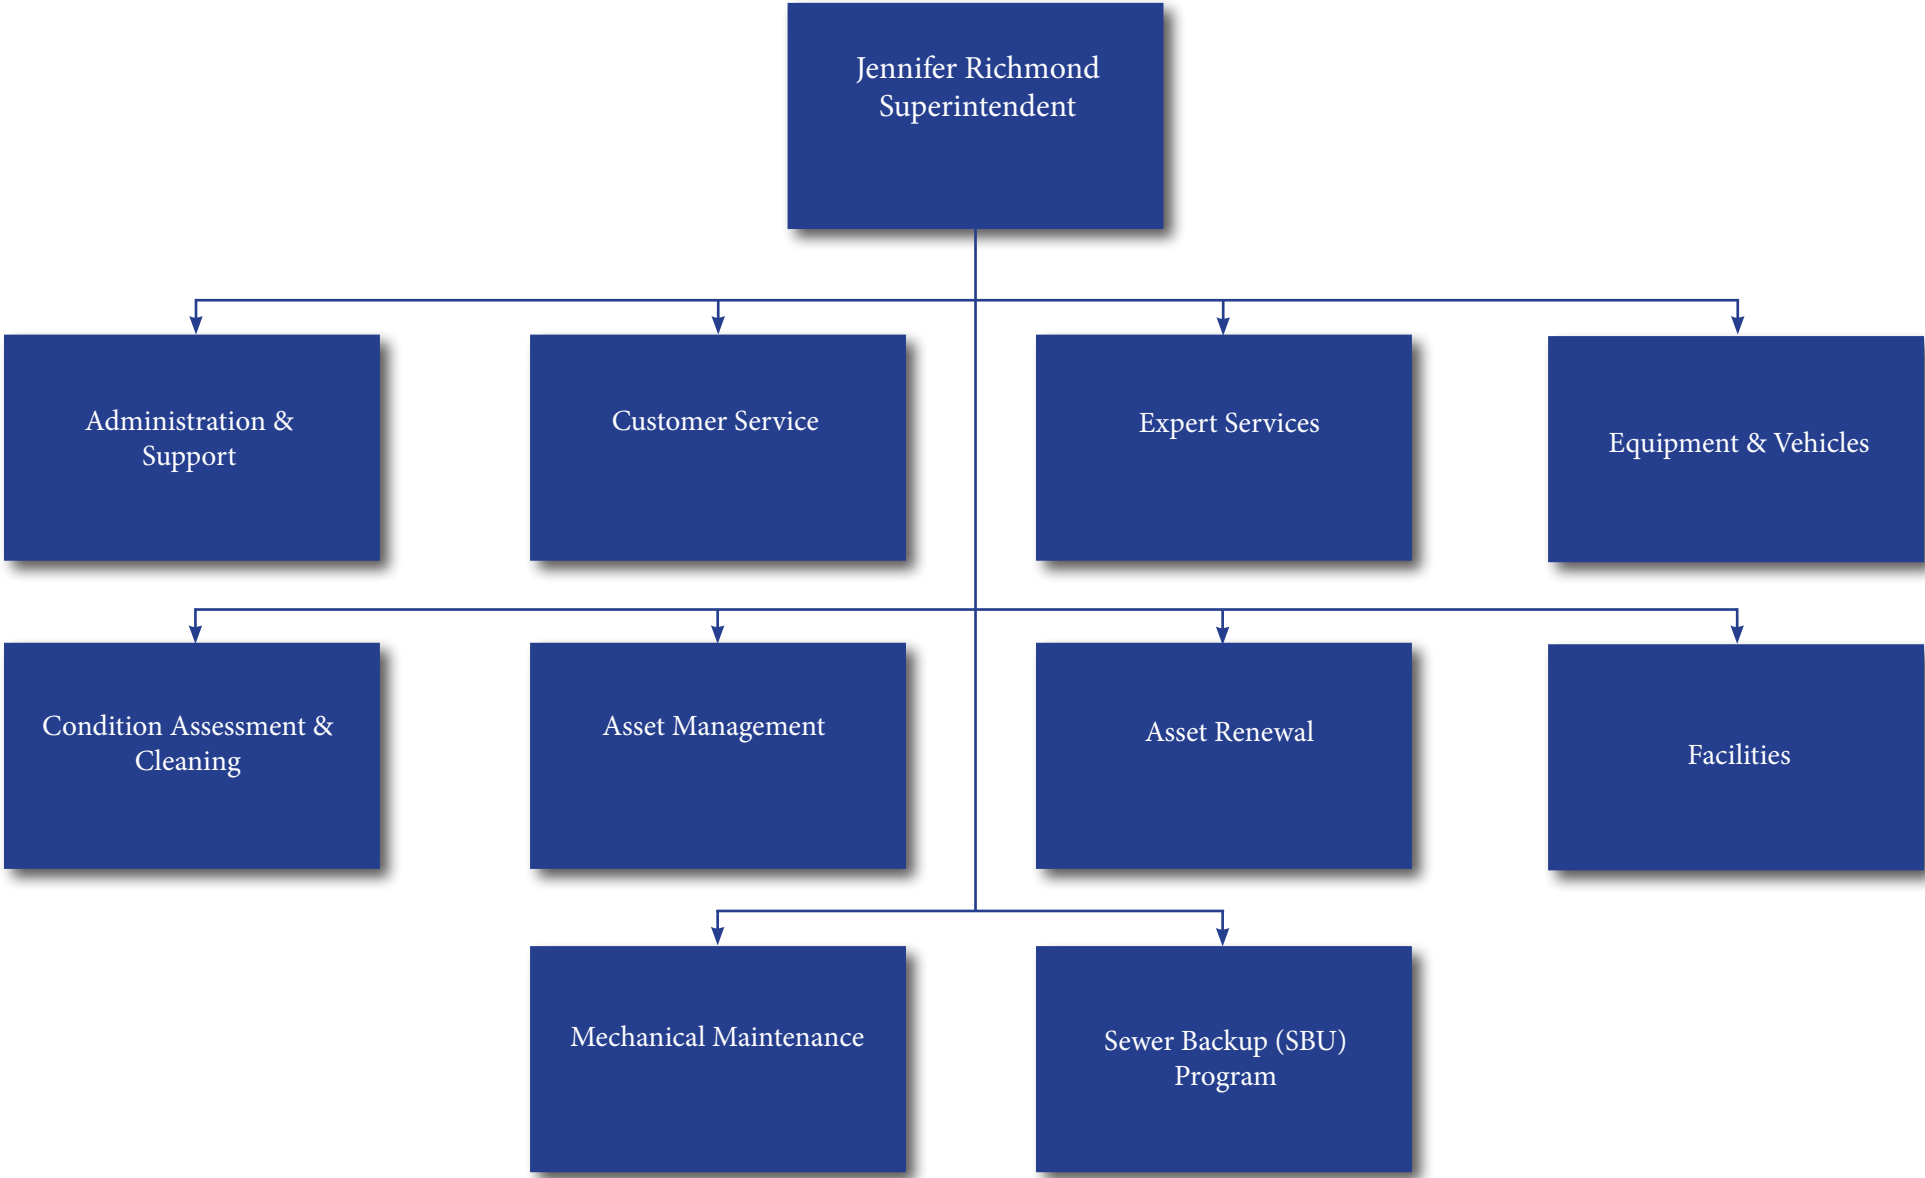 Jennifer Richmond
Superintendent
Administration &
Support
Customer Service
Expert Services
Equipment & Vehicles
Condition Assessment &
Cleaning
Asset Management
Asset Renewal
Facilities
Mechanical Maintenance
Sewer Backup (SBU)
Program